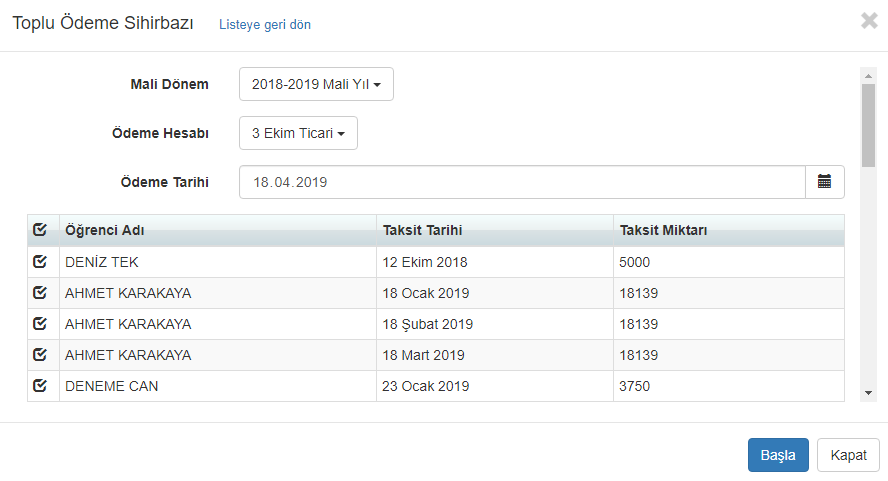 Toplu Ödeme Sihirbazı Listeye geri dön
Mali Dönem 2018-2019 Mali Yıl
Ödeme Hesabı 3 Ekim Ticari
Ödeme Tarihi 18.04.2019
Öğrenci Adı Taksit Tarihi Taksit Miktarı
DENİZ TEK 12 Ekim 2018 5000
AHMET KARAKAYA 18 Ocak 2019 18139
AHMET KARAKAYA 18 Şubat 2019 18139
AHMET KARAKAYA 18 Mart 2019 18139
DENEME CAN 23 Ocak 2019 3750
Başla Kapat